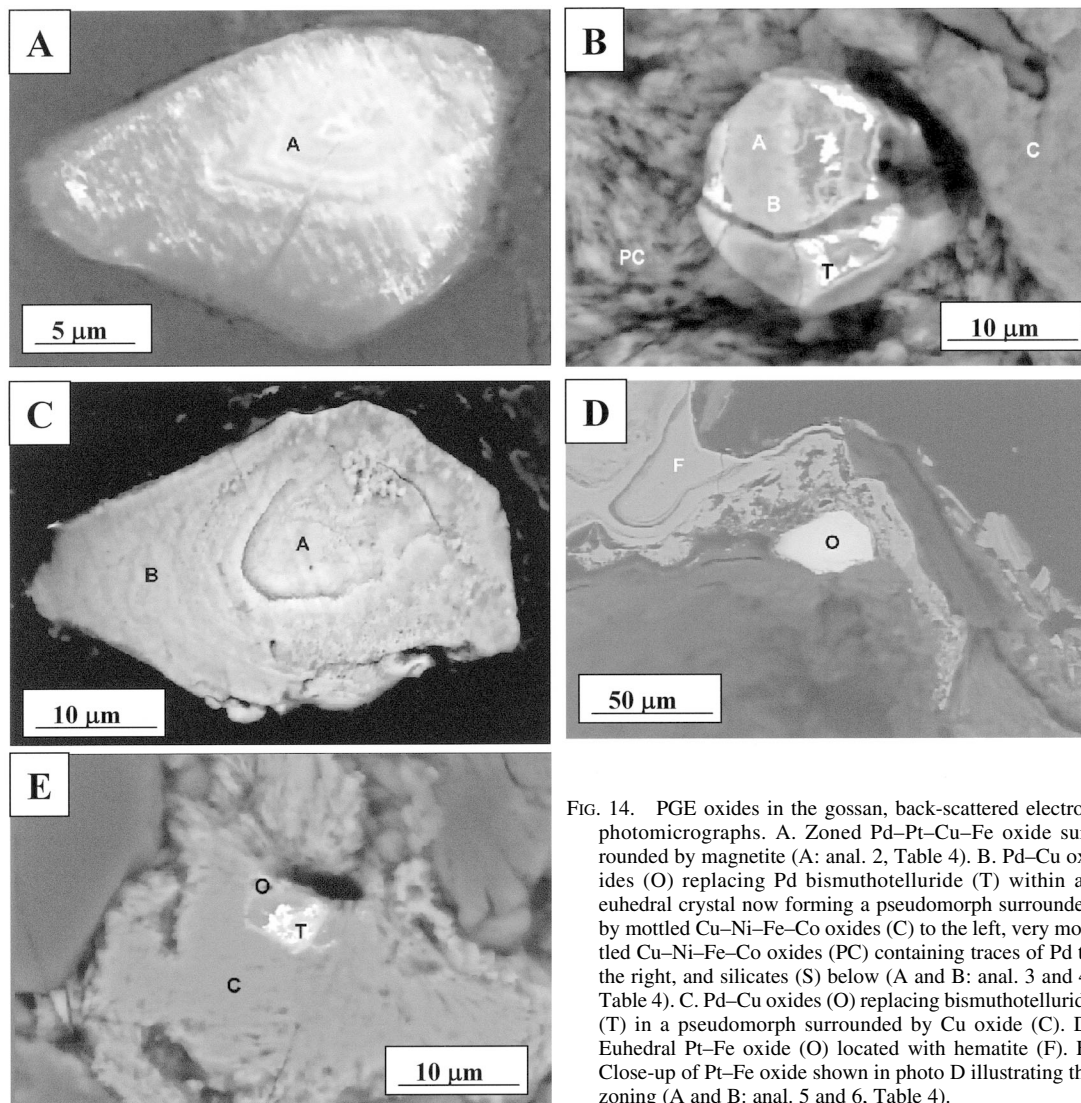 A
A
5 μm
B
A
B
C
PC
T
10 μm
C
A
B
10 μm
D
F
O
50 μm
E
O
T
C
10 μm
FIG. 14. PGE oxides in the gossan, back-scattered electro
photomicrographs. A. Zoned Pd–Pt–Cu–Fe oxide sur
rounded by magnetite (A: anal. 2, Table 4). B. Pd–Cu ox
ides (O) replacing Pd bismuthotelluride (T) within a
euhedral crystal now forming a pseudomorph surrounde
by mottled Cu–Ni–Fe–Co oxides (C) to the left, very mo
tled Cu–Ni–Fe–Co oxides (PC) containing traces of Pd t
the right, and silicates (S) below (A and B: anal. 3 and 4
Table 4). C. Pd–Cu oxides (O) replacing bismuthotellurid
(T) in a pseudomorph surrounded by Cu oxide (C). D
Euhedral Pt–Fe oxide (O) located with hematite (F). E
Close-up of Pt–Fe oxide shown in photo D illustrating th
zoning (A and B: anal. 5 and 6, Table 4).